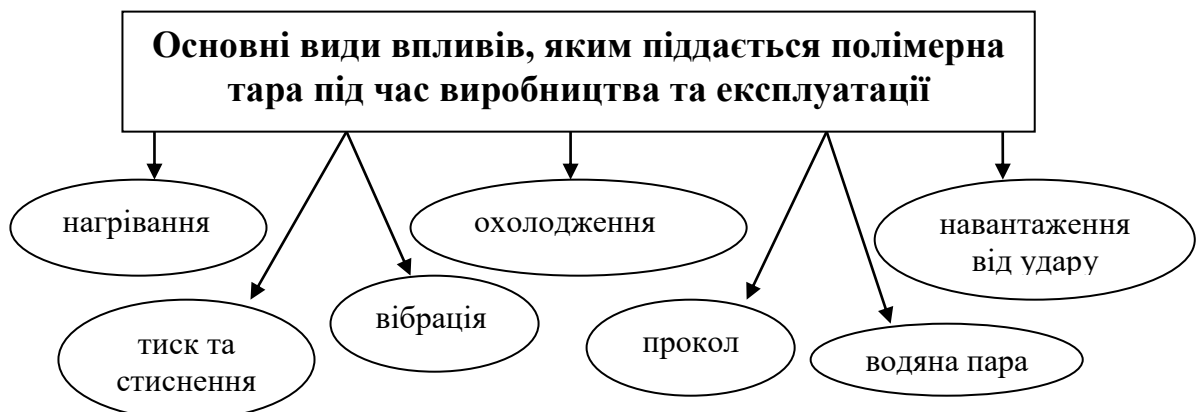 Основні види впливів, яким піддається полімерна
тара під час виробництва та експлуатації
нагрівання
охолодження
навантаження
від удару
тиск та
стиснення
вібрація
прокол
водяна пара